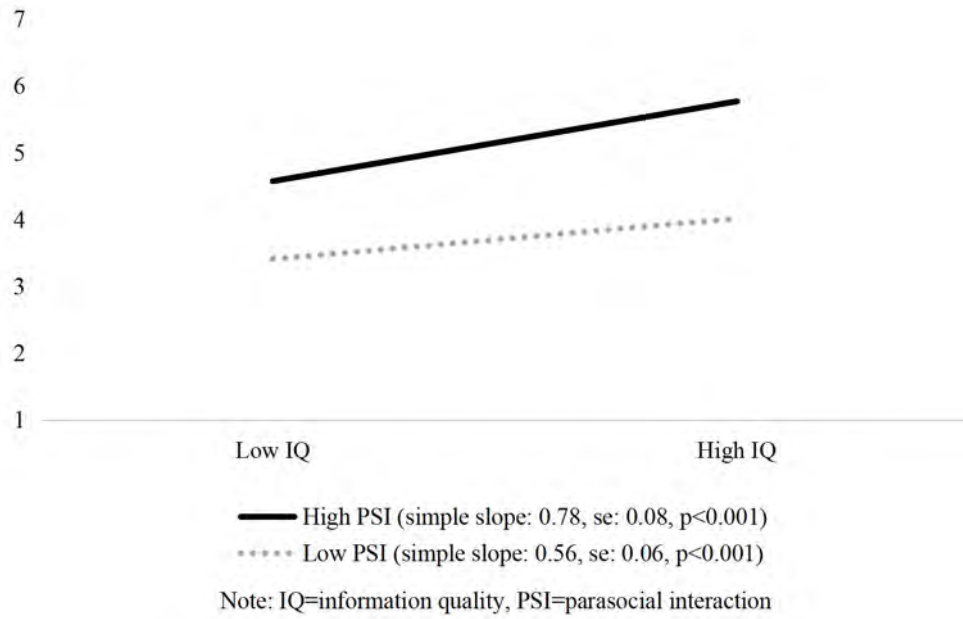 7
6
5
4
3
2
1
Low IQ High IQ
High PSI (simple slope: 0.78, se: 0.08, p<0.001)
Low PSI (simple slope: 0.56, se: 0.06, p<0.001)
Note: IQ=information quality, PSI=parasocial interaction